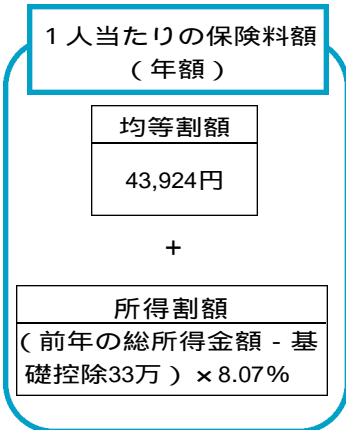 １人当たりの保険料額
（年額）
均等割額
43,924円
+
所得割額
（前年の総所得金額－基
礎控除33万）×8.07%